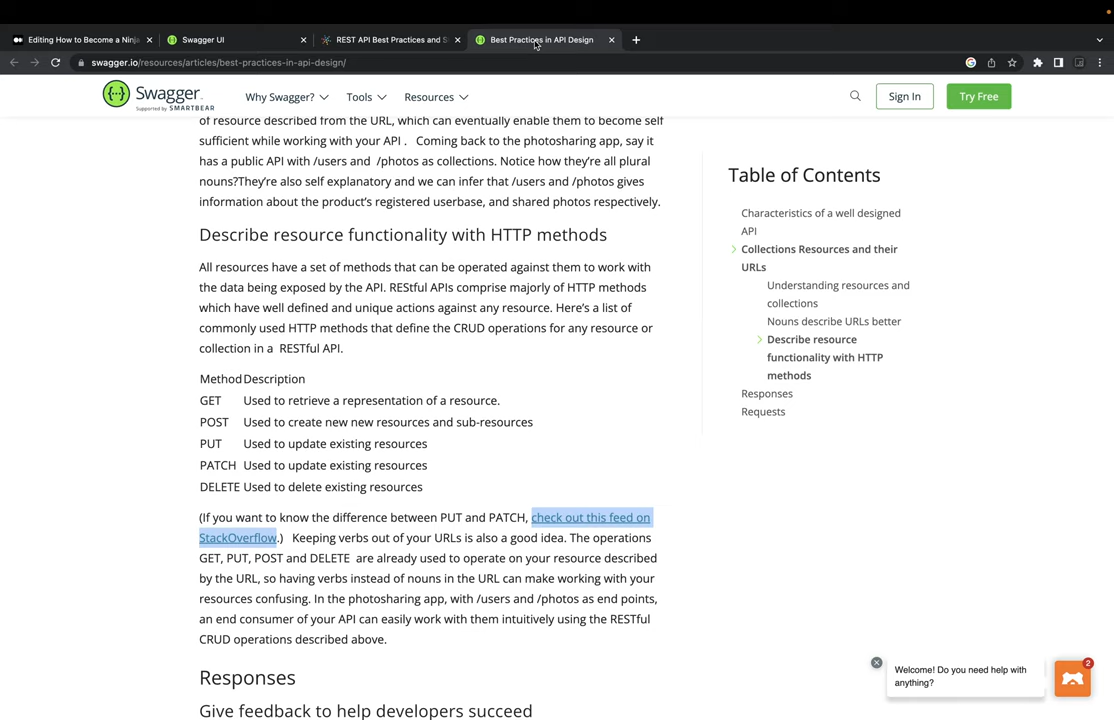 Editing How to Become a Ninja
Swagger UI
REST API Best Practices and S
Best Practices in API Design
swagger.io/resources/articles/best-practices-in-api-design/
Swagger
Supported by SMARTBEAR
Why Swagger?
Tools
Resources
Sign In
Try Free
of resource described from the URL, which can eventually enable them to become self
sufficient while working with your API .   Coming back to the photosharing app, say it
has a public API with /users and  /photos as collections. Notice how they’re all plural
nouns?They’re also self explanatory and we can infer that /users and /photos gives
information about the product’s registered userbase, and shared photos respectively.
Describe resource functionality with HTTP methods
All resources have a set of methods that can be operated against them to work with
the data being exposed by the API. REStful APIs comprise majorly of HTTP methods
which have well defined and unique actions against any resource. Here’s a list of
commonly used HTTP methods that define the CRUD operations for any resource or
collection in a  RESTful API.
Method Description
GET Used to retrieve a representation of a resource.
POST Used to create new new resources and sub-resources
PUT Used to update existing resources
PATCH Used to update existing resources
DELETE Used to delete existing resources
(If you want to know the difference between PUT and PATCH, check out this feed on
StackOverflow.)   Keeping verbs out of your URLs is also a good idea. The operations
GET, PUT, POST and DELETE  are already used to operate on your resource described
by the URL, so having verbs instead of nouns in the URL can make working with your
resources confusing. In the photosharing app, with /users and /photos as end points,
an end consumer of your API can easily work with them intuitively using the RESTful
CRUD operations described above.
Responses
Give feedback to help developers succeed
Table of Contents
Characteristics of a well designed
API
Collections Resources and their
URLs
Understanding resources and
collections
Nouns describe URLs better
Describe resource
functionality with HTTP
methods
Responses
Requests
Welcome! Do you need help with
anything?
2